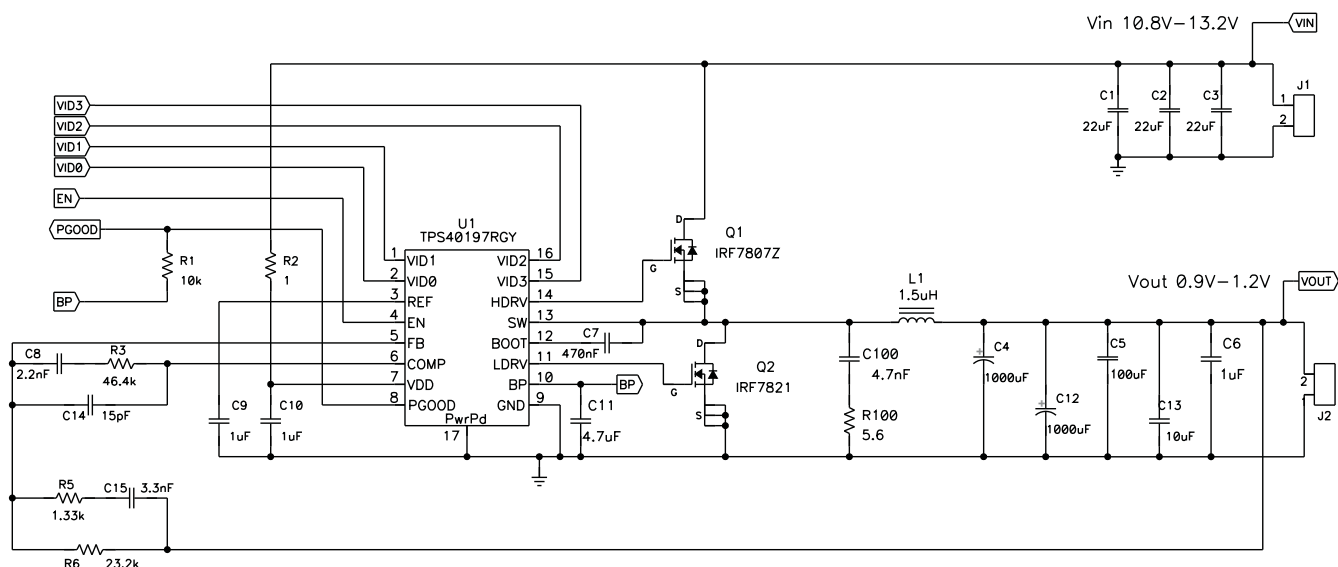 Vin 10.8V-13.2V
VIN
J1
1
2
C1
22uF
C2
22uF
C3
22uF
VID3
VID2
VID1
VID0
EN
PGOOD
R1
10k
BP
R2
1
U1
TPS40197RGY
1 VID1
2 VID0
3 REF
4 EN
5 FB
6 COMP
7 VDD
8 PGOOD
VID2 16
VID3 15
HDRV 14
SW 13
BOOT 12
LDRV 11
BP 10
GND 9
PwrPd
17
D
Q1
IRF7807Z
G
S
L1
1.5uH
Vout 0.9V-1.2V
VOUT
C7
470nF
D
Q2
IRF7821
G
S
BP
C11
4.7uF
C100
4.7nF
R100
5.6
+
C4
1000uF
+
C12
1000uF
C5
100uF
C13
10uF
C6
1uF
2
1
J2
C8
2.2nF
R3
46.4k
C14
15pF
C9
1uF
C10
1uF
R5
1.33k
C15
3.3nF
R6
23.2k